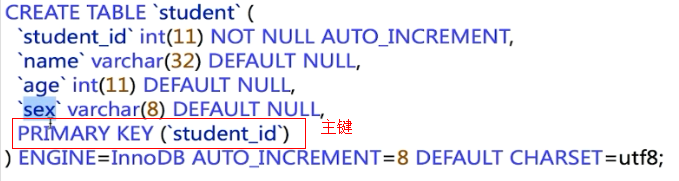 CREATE TABLE `student` (
`student_id` int(11) NOT NULL AUTO_INCREMENT,
`name` varchar(32) DEFAULT NULL,
`age` int(11) DEFAULT NULL,
`sex` varchar(8) DEFAULT NULL,
PRIMARY KEY (`student_id`) 主键
) ENGINE=InnoDB AUTO_INCREMENT=8 DEFAULT CHARSET=utf8;